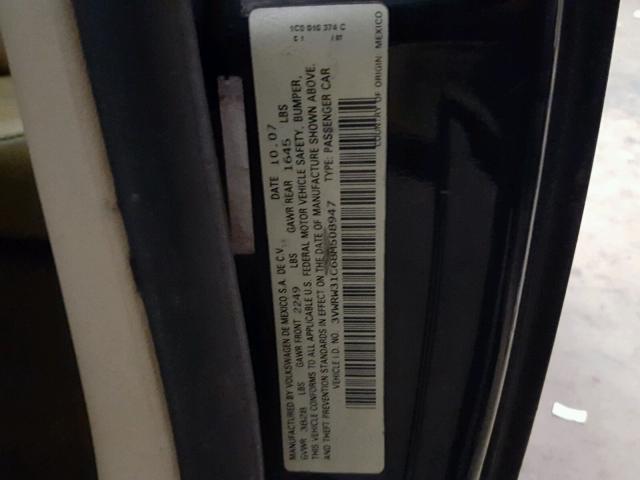 MANUFACTURED BY VOLKSWAGEN DE MEXICO S.A. DE C.V. DATE 10.07
GVWR 3828 LBS GAWR FRONT 2249 LBS GAWR REAR 1645 LBS
THIS VEHICLE CONFORMS TO ALL APPLICABLE U.S. FEDERAL MOTOR VEHICLE SAFETY, BUMPER,
AND THEFT PREVENTION STANDARDS IN EFFECT ON THE DATE OF MANUFACTURE SHOWN ABOVE.
VEHICLE I.D. NO. 3VWRW31C68M508947 TYPE: PASSENGER CAR
COUNTRY OF ORIGIN: MEXICO
1C0 010 374 C